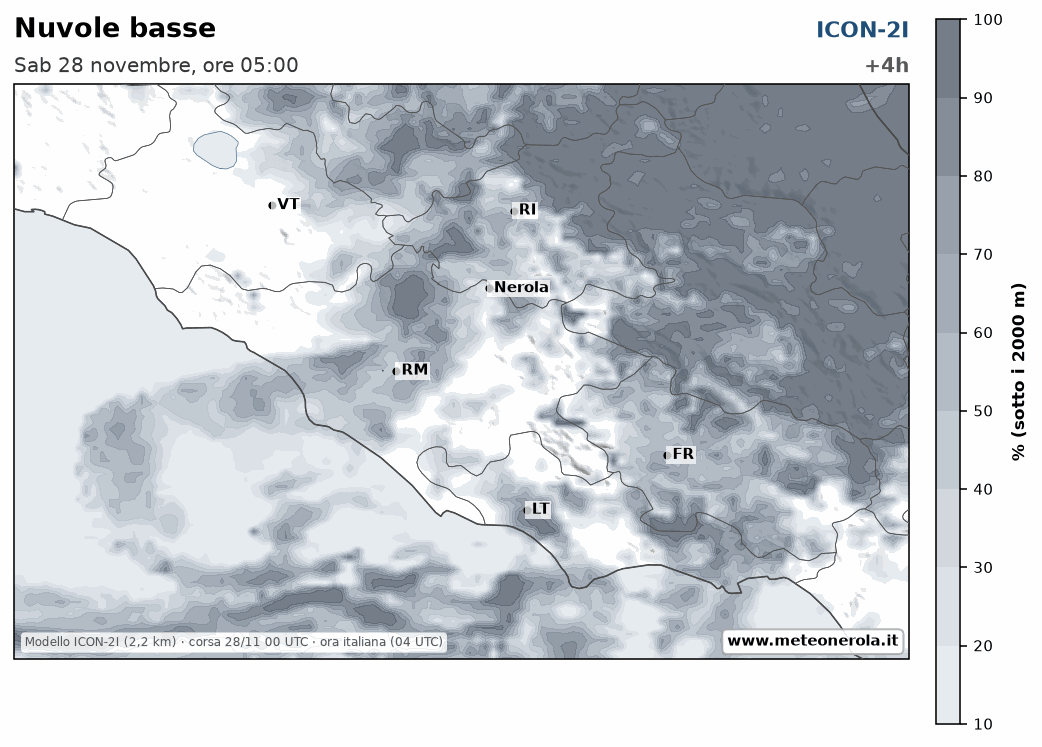 Nuvole basse
ICON-2I
Sab 28 novembre, ore 05:00
+4h
100
90
80
70
60
50
40
30
20
10
% (sotto i 2000 m)
VT
RI
Nerola
RM
FR
LT
Modello ICON-2I (2,2 km) · corsa 28/11 00 UTC · ora italiana (04 UTC)
www.meteonerola.it